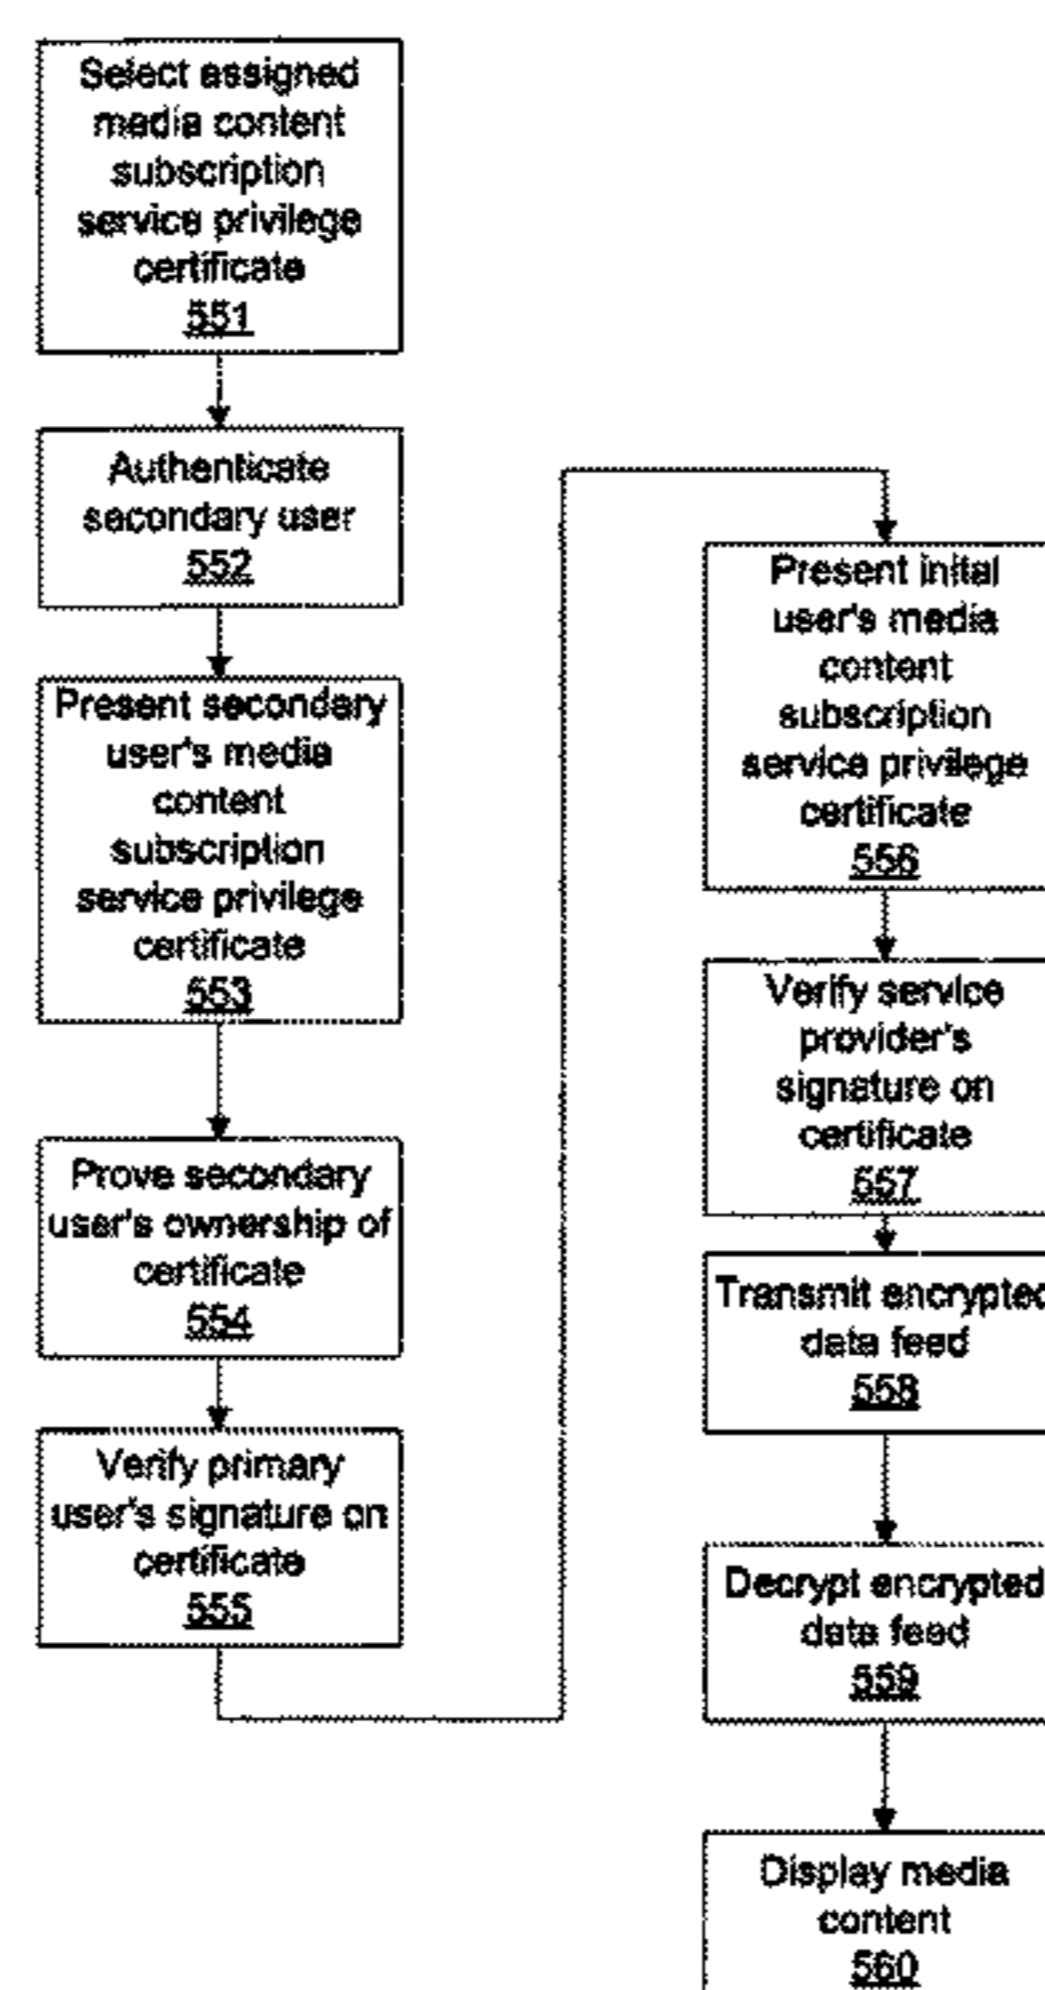 Select assigned
media content
subscription
service privilege
certificate
551
Authenticate
secondary user
552
Present secondary
user's media
content
subscription
service privilege
certificate
553
Prove secondary
user's ownership of
certificate
554
Verify primary
user's signature on
certificate
555
Present inital
user's media
content
subscription
service privilege
certificate
556
Verify service
provider's
signature on
certificate
557
Transmit encrypted
data feed
558
Decrypt encrypted
data feed
559
Display media
content
560